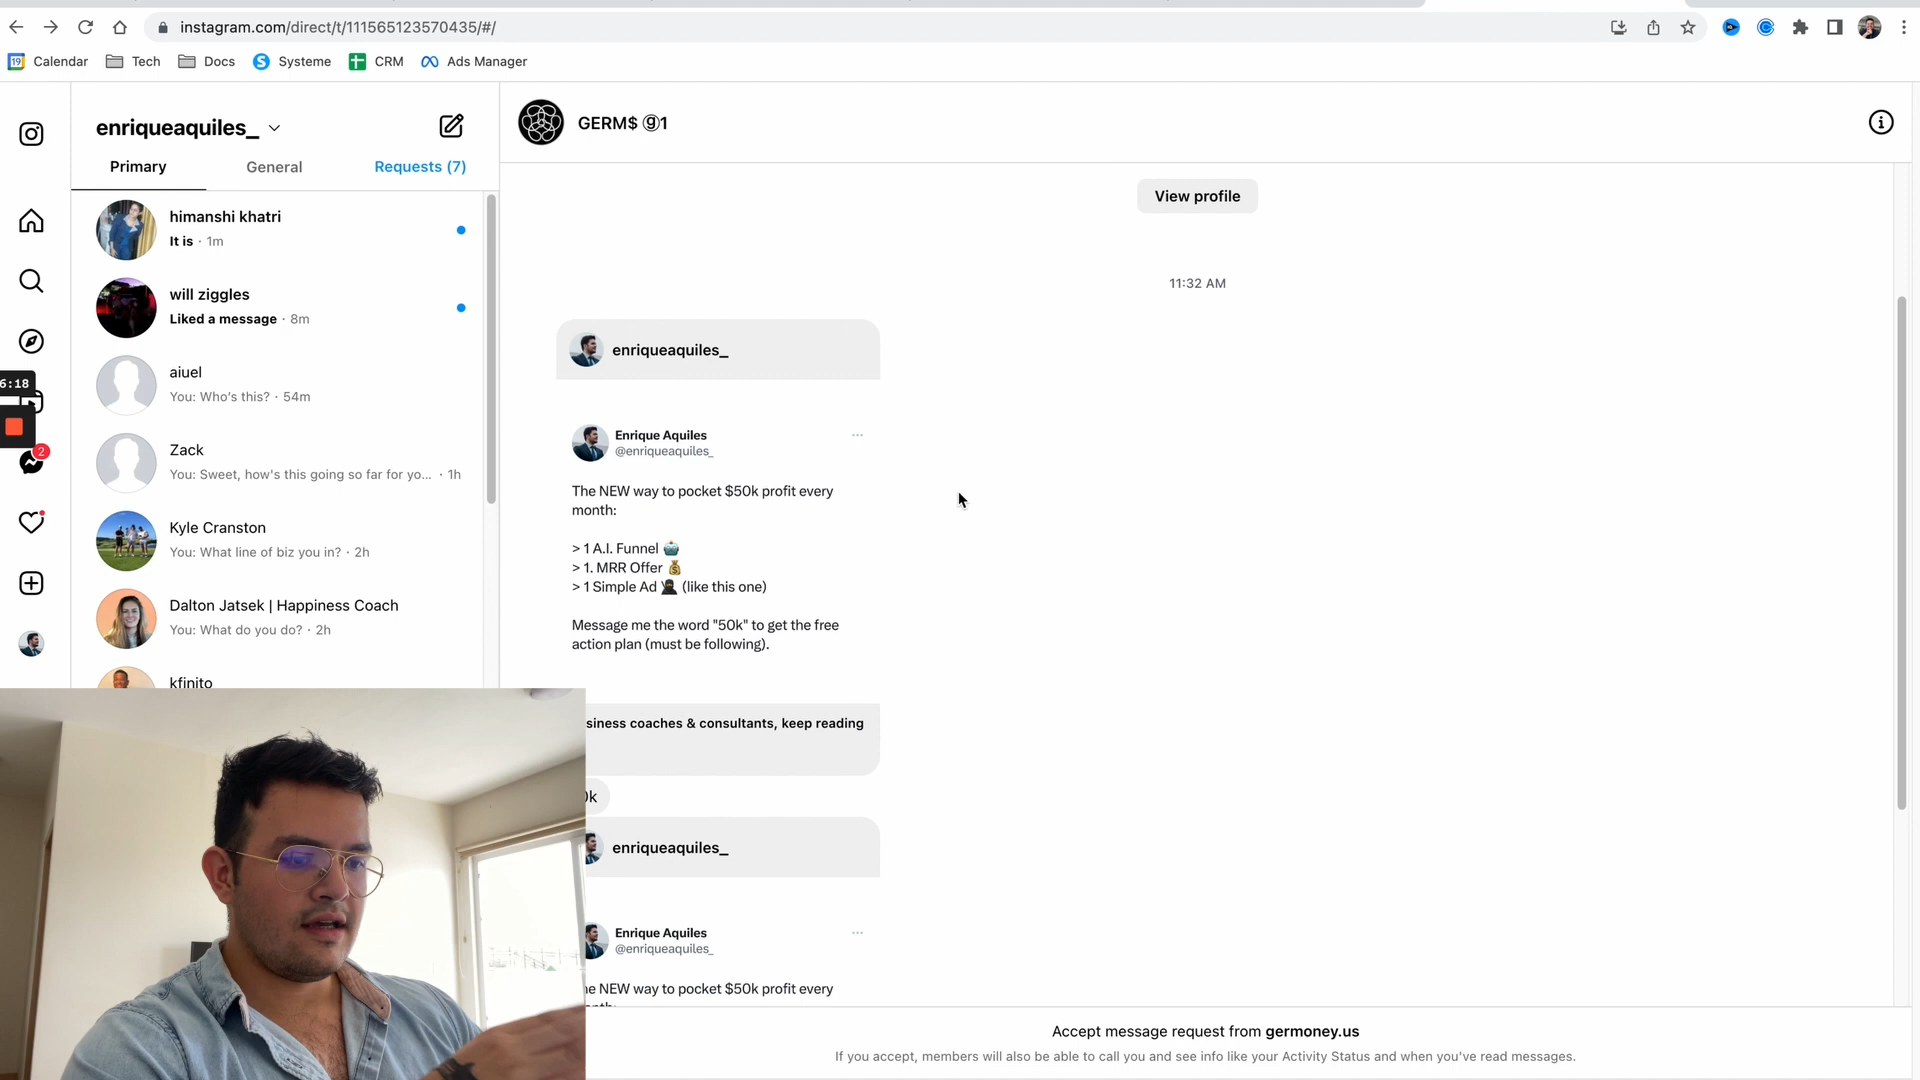 instagram.com/direct/t/111565123570435/#/
19 Calendar Tech Docs S Systeme CRM Ads Manager
enriqueaquiles_
Primary General Requests (7)
himanshi khatri
It is · 1m
will ziggles
Liked a message · 8m
aiuel
You: Who's this? · 54m
6:18
Zack
You: Sweet, how's this going so far for yo... · 1h
2
Kyle Cranston
You: What line of biz you in? · 2h
Dalton Jatsek | Happiness Coach
You: What do you do? · 2h
kfinito
GERM$ ⑨1
View profile
11:32 AM
enriqueaquiles_
Enrique Aquiles
@enriqueaquiles_
The NEW way to pocket $50k profit every
month:
> 1 A.I. Funnel 🤖
> 1. MRR Offer 💰
> 1 Simple Ad 🥷 (like this one)
Message me the word "50k" to get the free
action plan (must be following).
siness coaches & consultants, keep reading
0k
enriqueaquiles_
Enrique Aquiles
@enriqueaquiles_
he NEW way to pocket $50k profit every
Accept message request from germoney.us
If you accept, members will also be able to call you and see info like your Activity Status and when you've read messages.